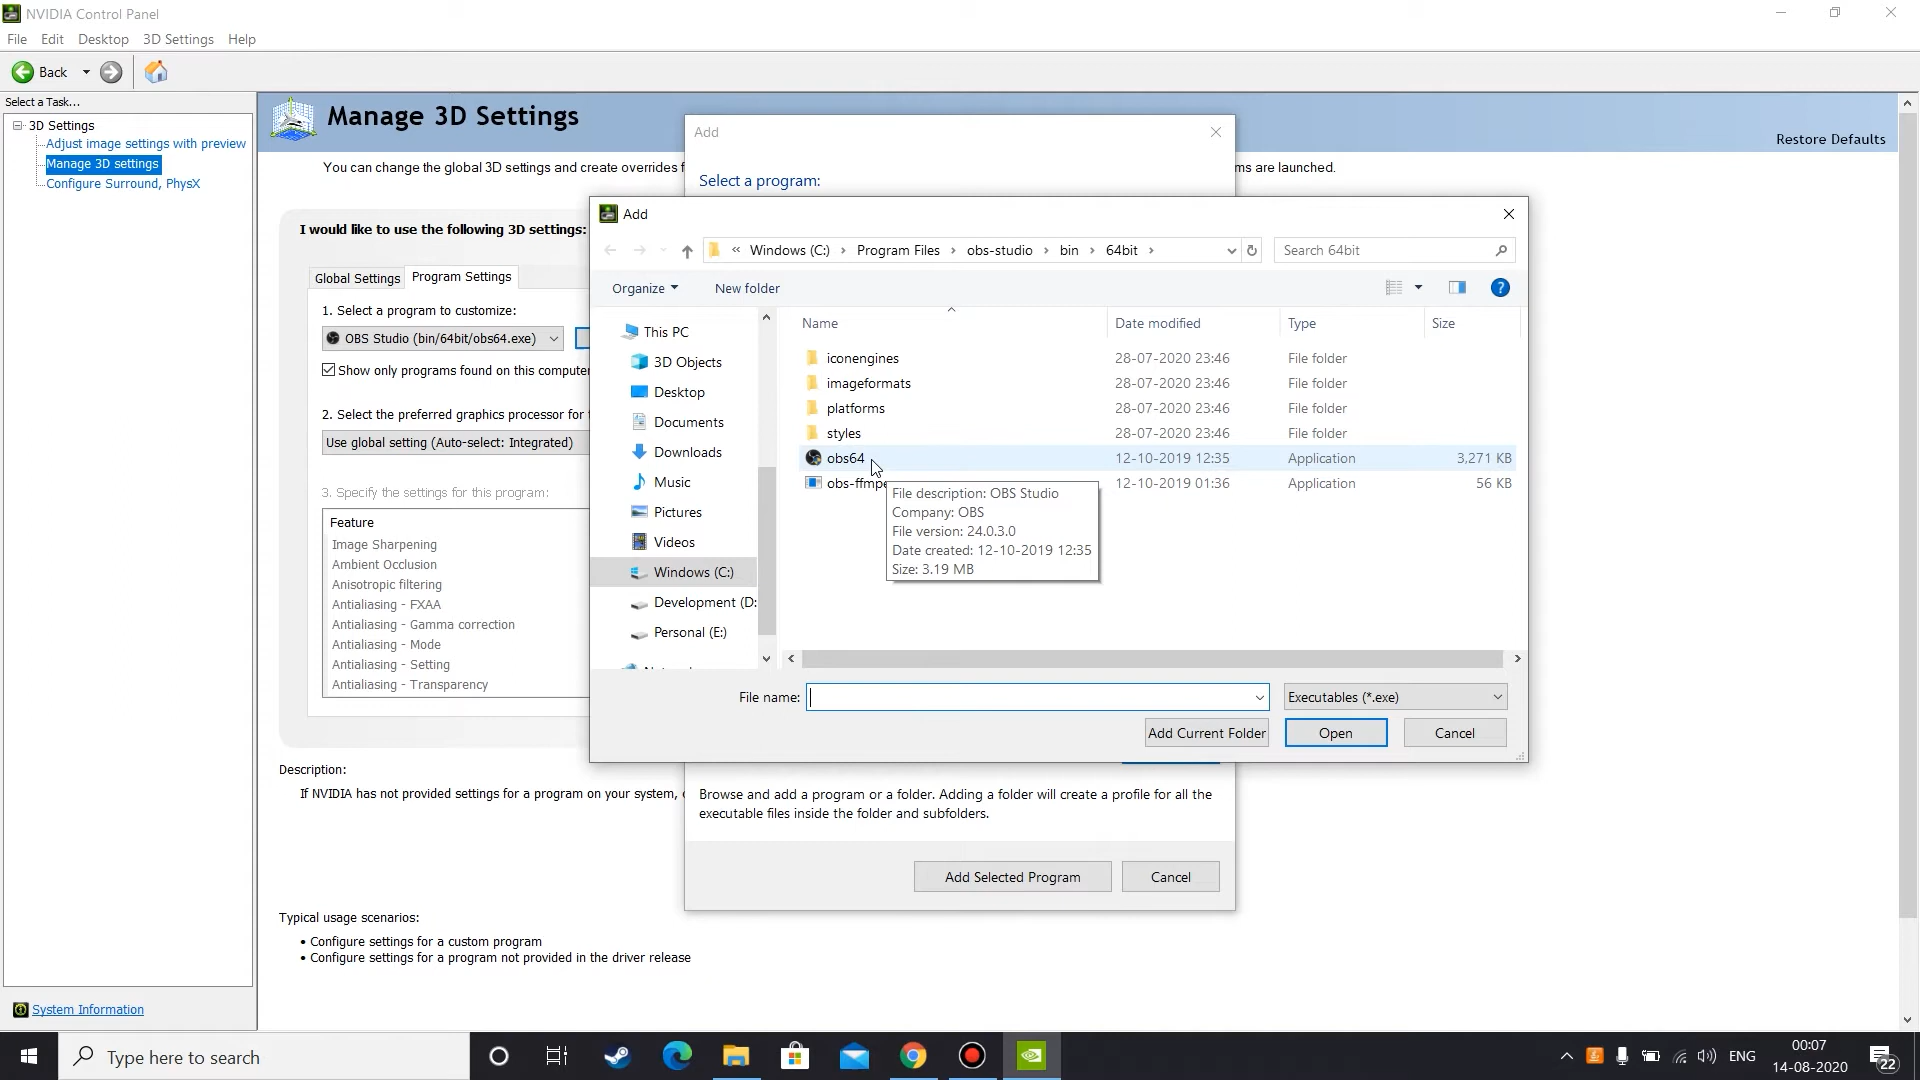 NVIDIA Control Panel
File Edit Desktop 3D Settings Help
Back
Select a Task...
3D Settings
Adjust image settings with preview
Manage 3D settings
Configure Surround, PhysX
System Information
Manage 3D Settings
Restore Defaults
You can change the global 3D settings and create overrides
ms are launched.
I would like to use the following 3D settings:
Global Settings
Program Settings
1. Select a program to customize:
OBS Studio (bin/64bit/obs64.exe)
Show only programs found on this computer
2. Select the preferred graphics processor for
Use global setting (Auto-select: Integrated)
3. Specify the settings for this program:
Feature
Image Sharpening
Ambient Occlusion
Anisotropic filtering
Antialiasing - FXAA
Antialiasing - Gamma correction
Antialiasing - Mode
Antialiasing - Setting
Antialiasing - Transparency
Description:
If NVIDIA has not provided settings for a program on your system,
Typical usage scenarios:
• Configure settings for a custom program
• Configure settings for a program not provided in the driver release
Add
Select a program:
Add
« Windows (C:) › Program Files › obs-studio › bin › 64bit ›
Search 64bit
Organize
New folder
This PC
3D Objects
Desktop
Documents
Downloads
Music
Pictures
Videos
Windows (C:)
Development (D:
Personal (E:)
Name Date modified Type Size
iconengines 28-07-2020 23:46 File folder
imageformats 28-07-2020 23:46 File folder
platforms 28-07-2020 23:46 File folder
styles 28-07-2020 23:46 File folder
obs64 12-10-2019 12:35 Application 3,271 KB
obs-ffmpe 12-10-2019 01:36 Application 56 KB
File description: OBS Studio
Company: OBS
File version: 24.0.3.0
Date created: 12-10-2019 12:35
Size: 3.19 MB
File name:
Executables (*.exe)
Add Current Folder
Open
Cancel
Browse and add a program or a folder. Adding a folder will create a profile for all the
executable files inside the folder and subfolders.
Add Selected Program
Cancel
Type here to search
ENG
00:07
14-08-2020
22